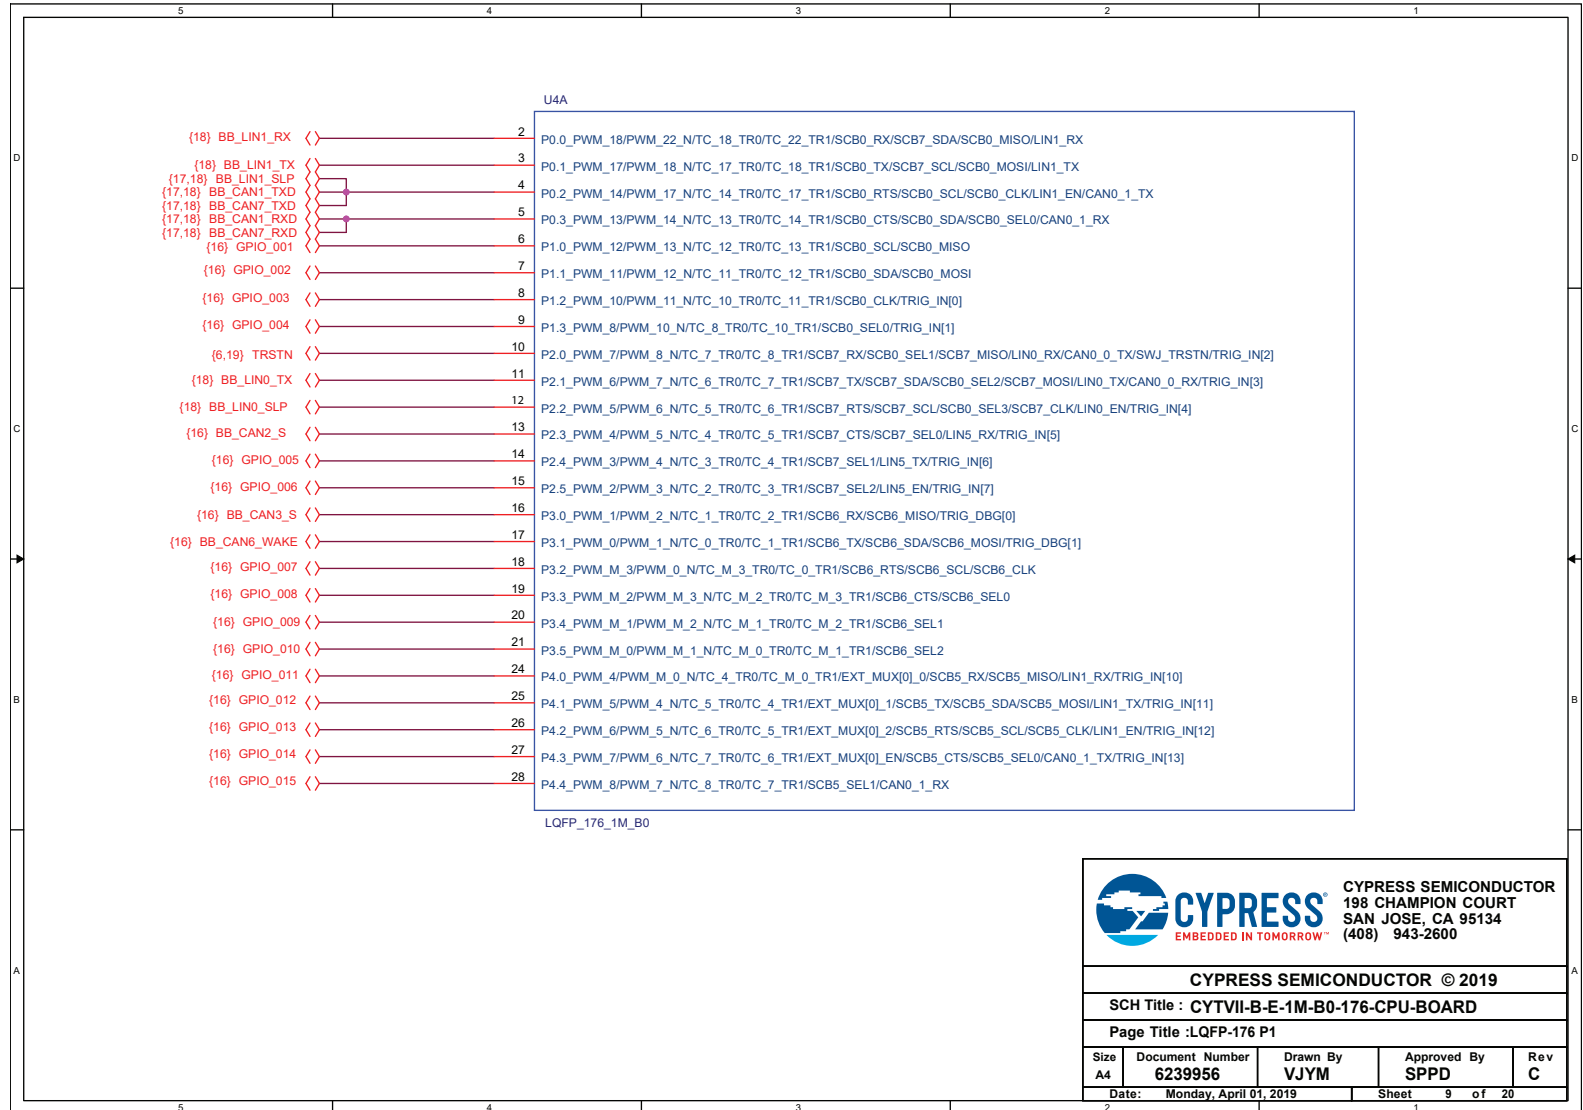 5 4 3 2 1
U4A
{18} BB_LIN1_RX 2 P0.0_PWM_18/PWM_22_N/TC_18_TR0/TC_22_TR1/SCB0_RX/SCB7_SDA/SCB0_MISO/LIN1_RX
{18} BB_LIN1_TX 3 P0.1_PWM_17/PWM_18_N/TC_17_TR0/TC_18_TR1/SCB0_TX/SCB7_SCL/SCB0_MOSI/LIN1_TX
{17,18} BB_LIN1_SLP
{17,18} BB_CAN1_TXD 4 P0.2_PWM_14/PWM_17_N/TC_14_TR0/TC_17_TR1/SCB0_RTS/SCB0_SCL/SCB0_CLK/LIN1_EN/CAN0_1_TX
{17,18} BB_CAN7_TXD
{17,18} BB_CAN1_RXD 5 P0.3_PWM_13/PWM_14_N/TC_13_TR0/TC_14_TR1/SCB0_CTS/SCB0_SDA/SCB0_SEL0/CAN0_1_RX
{17,18} BB_CAN7_RXD
{16} GPIO_001 6 P1.0_PWM_12/PWM_13_N/TC_12_TR0/TC_13_TR1/SCB0_SCL/SCB0_MISO
{16} GPIO_002 7 P1.1_PWM_11/PWM_12_N/TC_11_TR0/TC_12_TR1/SCB0_SDA/SCB0_MOSI
{16} GPIO_003 8 P1.2_PWM_10/PWM_11_N/TC_10_TR0/TC_11_TR1/SCB0_CLK/TRIG_IN[0]
{16} GPIO_004 9 P1.3_PWM_8/PWM_10_N/TC_8_TR0/TC_10_TR1/SCB0_SEL0/TRIG_IN[1]
{6,19} TRSTN 10 P2.0_PWM_7/PWM_8_N/TC_7_TR0/TC_8_TR1/SCB7_RX/SCB0_SEL1/SCB7_MISO/LIN0_RX/CAN0_0_TX/SWJ_TRSTN/TRIG_IN[2]
{18} BB_LIN0_TX 11 P2.1_PWM_6/PWM_7_N/TC_6_TR0/TC_7_TR1/SCB7_TX/SCB7_SDA/SCB0_SEL2/SCB7_MOSI/LIN0_TX/CAN0_0_RX/TRIG_IN[3]
{18} BB_LIN0_SLP 12 P2.2_PWM_5/PWM_6_N/TC_5_TR0/TC_6_TR1/SCB7_RTS/SCB7_SCL/SCB0_SEL3/SCB7_CLK/LIN0_EN/TRIG_IN[4]
{16} BB_CAN2_S 13 P2.3_PWM_4/PWM_5_N/TC_4_TR0/TC_5_TR1/SCB7_CTS/SCB7_SEL0/LIN5_RX/TRIG_IN[5]
{16} GPIO_005 14 P2.4_PWM_3/PWM_4_N/TC_3_TR0/TC_4_TR1/SCB7_SEL1/LIN5_TX/TRIG_IN[6]
{16} GPIO_006 15 P2.5_PWM_2/PWM_3_N/TC_2_TR0/TC_3_TR1/SCB7_SEL2/LIN5_EN/TRIG_IN[7]
{16} BB_CAN3_S 16 P3.0_PWM_1/PWM_2_N/TC_1_TR0/TC_2_TR1/SCB6_RX/SCB6_MISO/TRIG_DBG[0]
{16} BB_CAN6_WAKE 17 P3.1_PWM_0/PWM_1_N/TC_0_TR0/TC_1_TR1/SCB6_TX/SCB6_SDA/SCB6_MOSI/TRIG_DBG[1]
{16} GPIO_007 18 P3.2_PWM_M_3/PWM_0_N/TC_M_3_TR0/TC_0_TR1/SCB6_RTS/SCB6_SCL/SCB6_CLK
{16} GPIO_008 19 P3.3_PWM_M_2/PWM_M_3_N/TC_M_2_TR0/TC_M_3_TR1/SCB6_CTS/SCB6_SEL0
{16} GPIO_009 20 P3.4_PWM_M_1/PWM_M_2_N/TC_M_1_TR0/TC_M_2_TR1/SCB6_SEL1
{16} GPIO_010 21 P3.5_PWM_M_0/PWM_M_1_N/TC_M_0_TR0/TC_M_1_TR1/SCB6_SEL2
{16} GPIO_011 24 P4.0_PWM_4/PWM_M_0_N/TC_4_TR0/TC_M_0_TR1/EXT_MUX[0]_0/SCB5_RX/SCB5_MISO/LIN1_RX/TRIG_IN[10]
{16} GPIO_012 25 P4.1_PWM_5/PWM_4_N/TC_5_TR0/TC_4_TR1/EXT_MUX[0]_1/SCB5_TX/SCB5_SDA/SCB5_MOSI/LIN1_TX/TRIG_IN[11]
{16} GPIO_013 26 P4.2_PWM_6/PWM_5_N/TC_6_TR0/TC_5_TR1/EXT_MUX[0]_2/SCB5_RTS/SCB5_SCL/SCB5_CLK/LIN1_EN/TRIG_IN[12]
{16} GPIO_014 27 P4.3_PWM_7/PWM_6_N/TC_7_TR0/TC_6_TR1/EXT_MUX[0]_EN/SCB5_CTS/SCB5_SEL0/CAN0_1_TX/TRIG_IN[13]
{16} GPIO_015 28 P4.4_PWM_8/PWM_7_N/TC_8_TR0/TC_7_TR1/SCB5_SEL1/CAN0_1_RX
LQFP_176_1M_B0
D D
C C
B B
A A
CYPRESS®
EMBEDDED IN TOMORROW™
CYPRESS SEMICONDUCTOR
198 CHAMPION COURT
SAN JOSE, CA 95134
(408) 943-2600
CYPRESS SEMICONDUCTOR © 2019
SCH Title : CYTVII-B-E-1M-B0-176-CPU-BOARD
Page Title :LQFP-176 P1
Size Document Number Drawn By Approved By Rev
A4 6239956 VJYM SPPD C
Date: Monday, April 01, 2019 Sheet 9 of 20
5 4 3 2 1